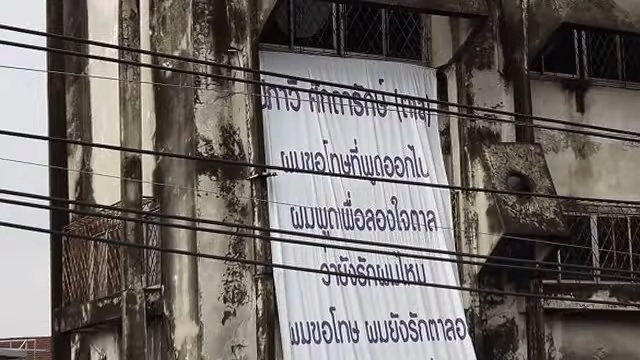 ผมขอโทษที่พูดออกไป
ผมพูดเพื่อลองใจตาล
ว่ายังรักผมไหม
ผมขอโทษ ผมยังรักตาลอ